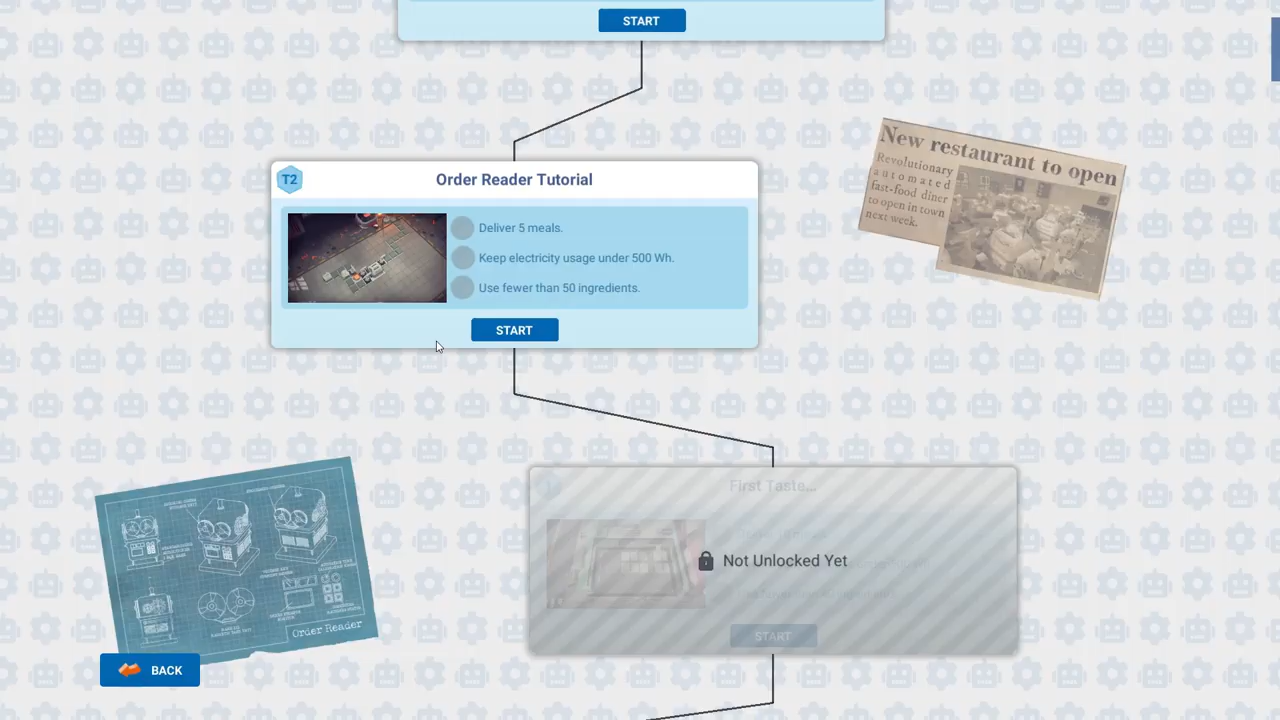 START
T2
Order Reader Tutorial
Deliver 5 meals.
Keep electricity usage under 500 Wh.
Use fewer than 50 ingredients.
START
New restaurant to open
Revolutionary
automated
fast-food diner
to open in town
next week.
First Taste...
Not Unlocked Yet
START
Order Reader
BACK